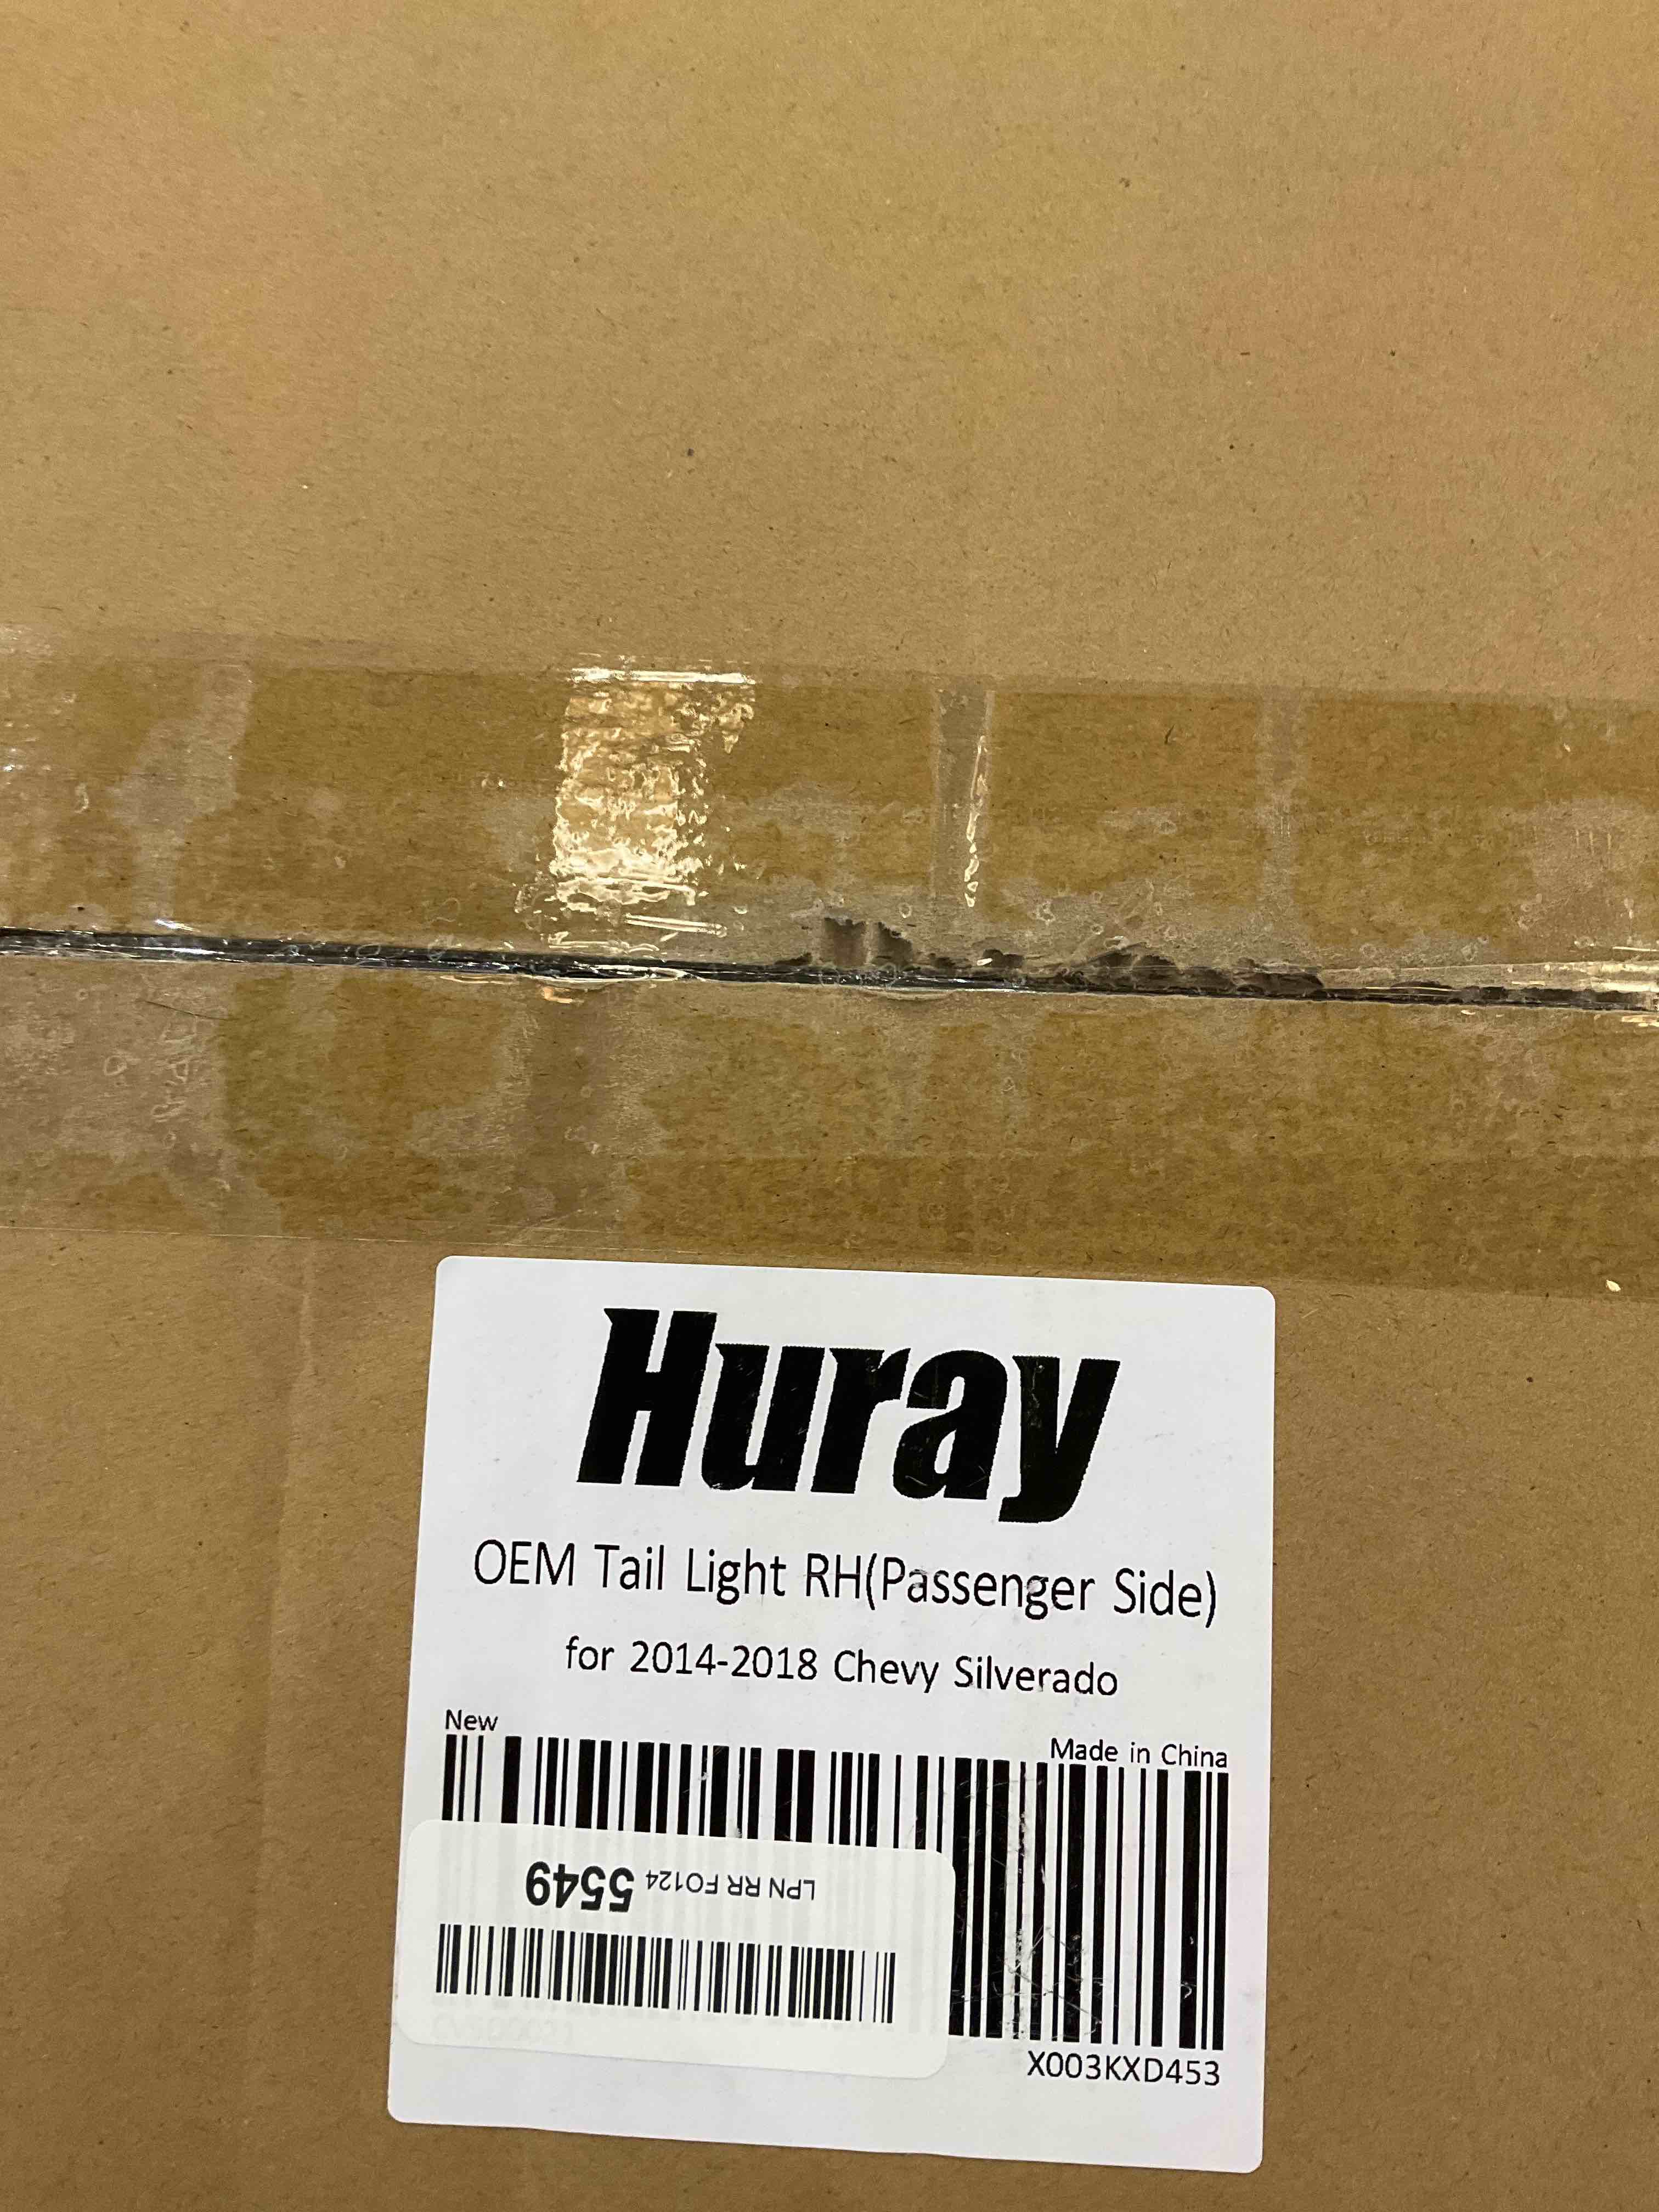 Huray
OEM Tail Light RH(Passenger Side)
for 2014-2018 Chevy Silverado
New
Made in China
LPN RR FO124 5549
X003KXD453